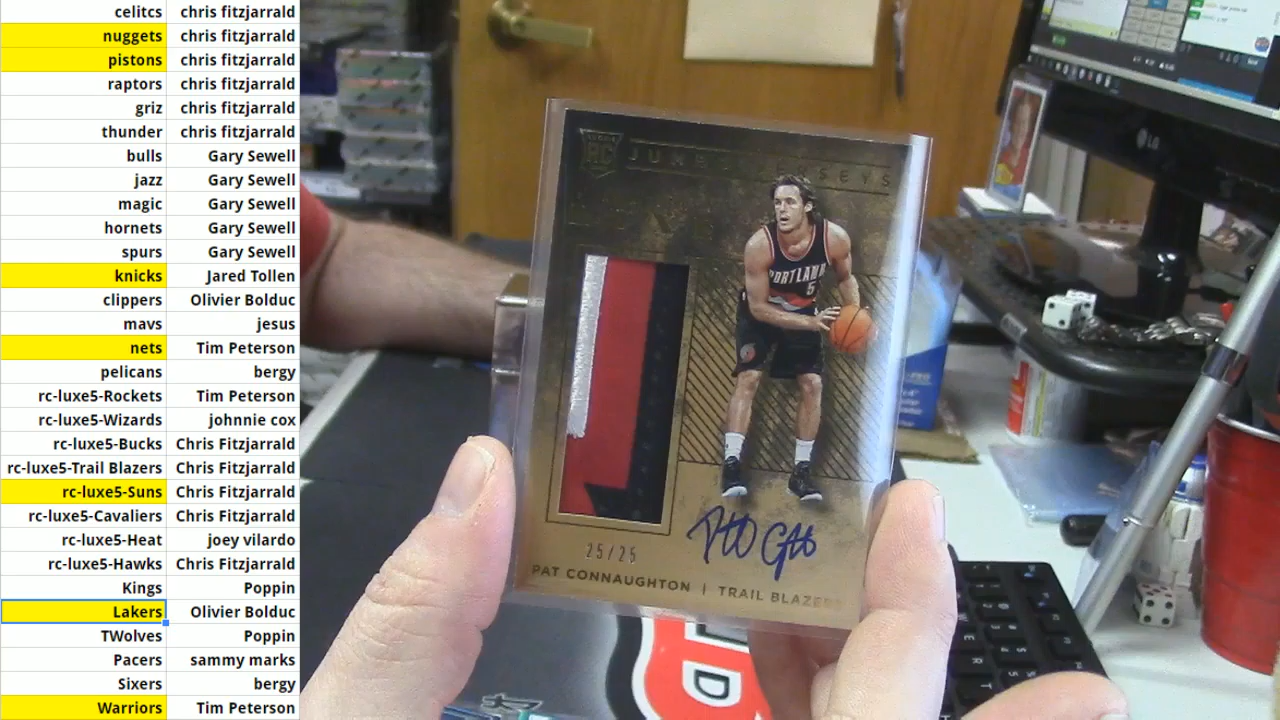 celitcs chris fitzjarrald
nuggets chris fitzjarrald
pistons chris fitzjarrald
raptors chris fitzjarrald
griz chris fitzjarrald
thunder chris fitzjarrald
bulls Gary Sewell
jazz Gary Sewell
magic Gary Sewell
hornets Gary Sewell
spurs Gary Sewell
knicks Jared Tollen
clippers Olivier Bolduc
mavs jesus
nets Tim Peterson
pelicans bergy
rc-luxe5-Rockets Tim Peterson
rc-luxe5-Wizards johnnie cox
rc-luxe5-Bucks Chris Fitzjarrald
rc-luxe5-Trail Blazers Chris Fitzjarrald
rc-luxe5-Suns Chris Fitzjarrald
rc-luxe5-Cavaliers Chris Fitzjarrald
rc-luxe5-Heat joey vilardo
rc-luxe5-Hawks Chris Fitzjarrald
Kings Poppin
Lakers Olivier Bolduc
TWolves Poppin
Pacers sammy marks
Sixers bergy
Warriors Tim Peterson
RC JUMBO JERSEYS
PORTLAND
5
25/25
PAT CONNAUGHTON | TRAIL BLAZERS
LG